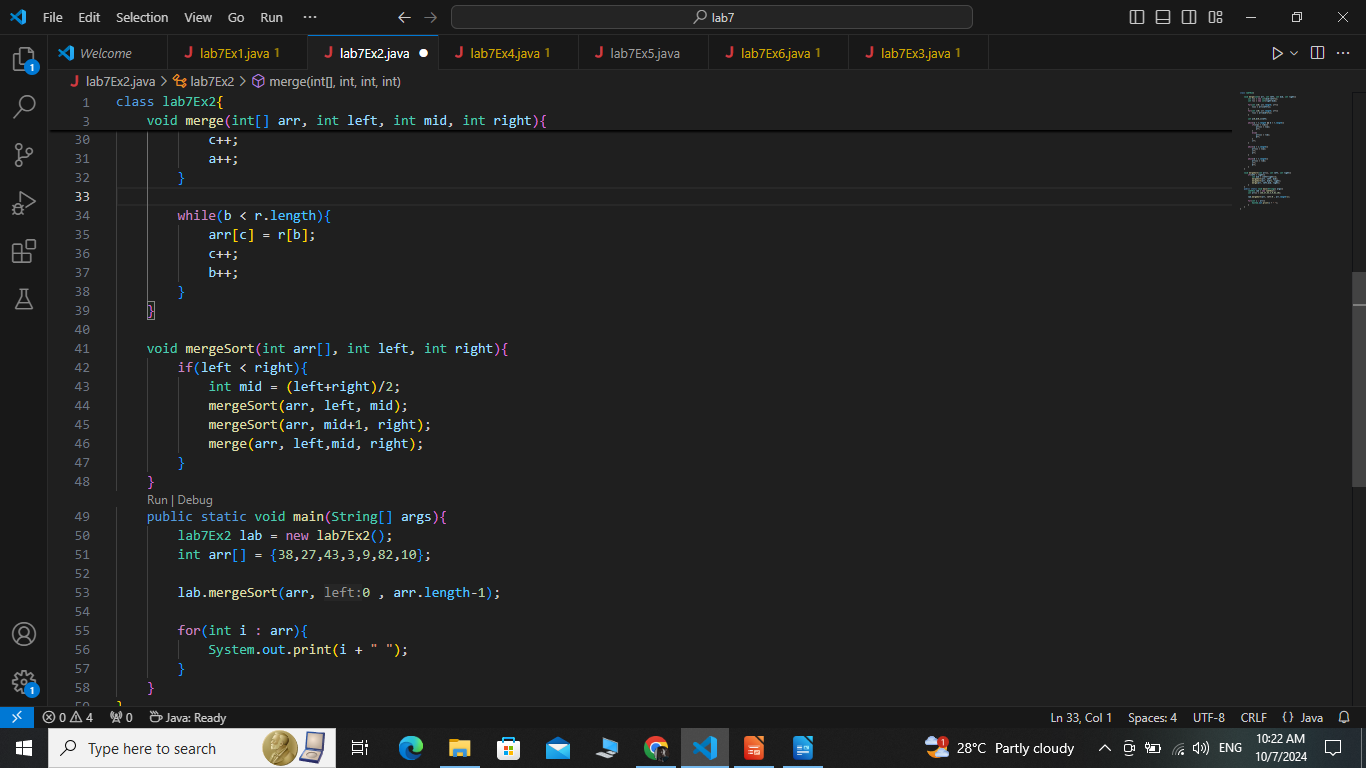 File Edit Selection View Go Run ··· lab7
Welcome lab7Ex1.java 1 lab7Ex2.java lab7Ex4.java 1 lab7Ex5.java lab7Ex6.java 1 lab7Ex3.java 1
lab7Ex2.java > lab7Ex2 > merge(int[], int, int, int)
1 class lab7Ex2{
3 void merge(int[] arr, int left, int mid, int right){
30 c++;
31 a++;
32 }
33
34 while(b < r.length){
35 arr[c] = r[b];
36 c++;
37 b++;
38 }
39 }
40
41 void mergeSort(int arr[], int left, int right){
42 if(left < right){
43 int mid = (left+right)/2;
44 mergeSort(arr, left, mid);
45 mergeSort(arr, mid+1, right);
46 merge(arr, left,mid, right);
47 }
48 }
Run | Debug
49 public static void main(String[] args){
50 lab7Ex2 lab = new lab7Ex2();
51 int arr[] = {38,27,43,3,9,82,10};
52
53 lab.mergeSort(arr, left:0 , arr.length-1);
54
55 for(int i : arr){
56 System.out.print(i + " ");
57 }
58 }
1
1
0 4 0 Java: Ready Ln 33, Col 1 Spaces: 4 UTF-8 CRLF {} Java
Type here to search 28°C Partly cloudy ENG 10:22 AM
10/7/2024